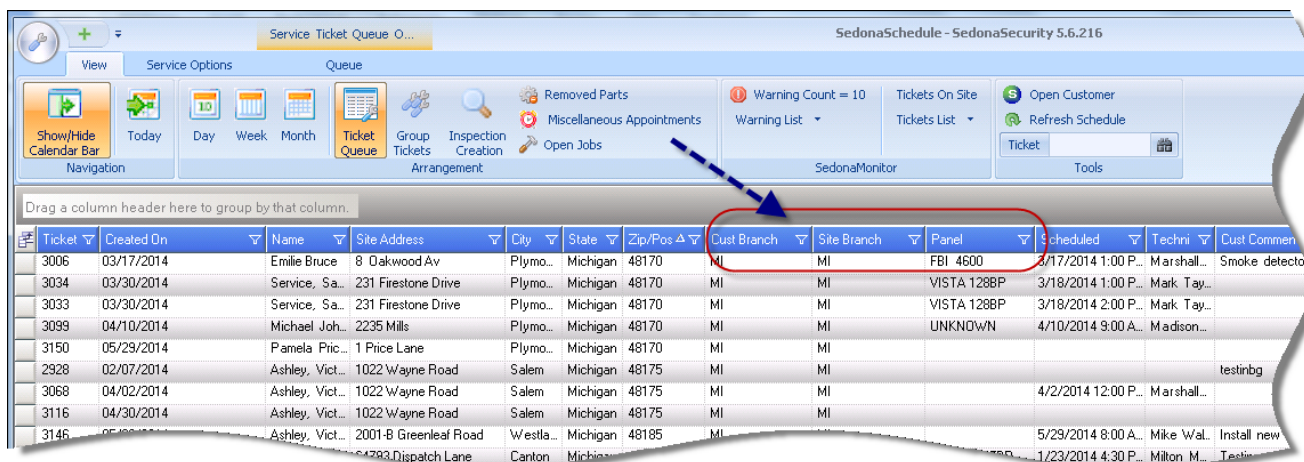 Service Ticket Queue O...
SedonaSchedule - SedonaSecurity 5.6.216
View Service Options Queue
Show/Hide Calendar Bar
Today
Navigation
10
Day Week Month
Ticket Queue
Group Tickets
Inspection Creation
Removed Parts
Miscellaneous Appointments
Open Jobs
Arrangement
Warning Count = 10
Warning List
Tickets On Site
Tickets List
SedonaMonitor
S Open Customer
Refresh Schedule
Ticket
Tools
Drag a column header here to group by that column.
Ticket Created On Name Site Address City State Zip/Pos Cust Branch Site Branch Panel Scheduled Techni Cust Commen
3006 03/17/2014 Emilie Bruce 8 Oakwood Av Plymo... Michigan 48170 MI MI FBI 4600 3/17/2014 1:00 P... Marshall... Smoke detecto
3034 03/30/2014 Service, Sa... 231 Firestone Drive Plymo... Michigan 48170 MI MI VISTA 128BP 3/18/2014 1:00 P... Mark Tay...
3033 03/30/2014 Service, Sa... 231 Firestone Drive Plymo... Michigan 48170 MI MI VISTA 128BP 3/18/2014 2:00 P... Mark Tay...
3099 04/10/2014 Michael Joh... 2235 Mills Plymo... Michigan 48170 MI MI UNKNOWN 4/10/2014 9:00 A... Madison...
3150 05/29/2014 Pamela Pric... 1 Price Lane Plymo... Michigan 48170 MI MI
2928 02/07/2014 Ashley, Vict... 1022 Wayne Road Salem Michigan 48175 MI MI testinbg
3068 04/02/2014 Ashley, Vict... 1022 Wayne Road Salem Michigan 48175 MI MI 4/2/2014 12:00 P... Marshall...
3116 04/30/2014 Ashley, Vict... 1022 Wayne Road Salem Michigan 48175 MI MI
3146 Ashley, Vict... 2001-B Greenleaf Road Westla... Michigan 48185 MI 5/29/2014 8:00 A... Mike Wal... Install new
Dispatch Lane Canton 1/23/2014 4:30 P... Milton M...